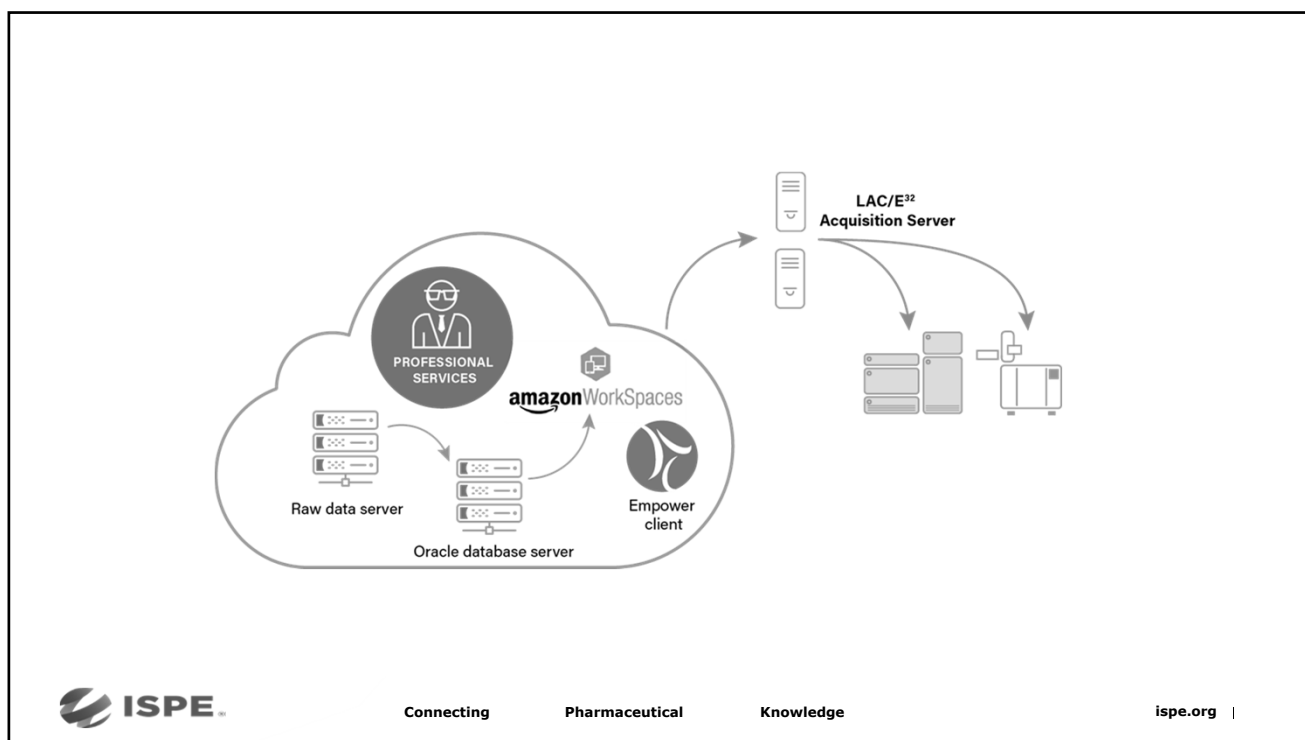 LAC/E³²
Acquisition Server
PROFESSIONAL
SERVICES
amazonWorkSpaces
Raw data server
Oracle database server
Empower
client
ISPE®
Connecting Pharmaceutical Knowledge
ispe.org |